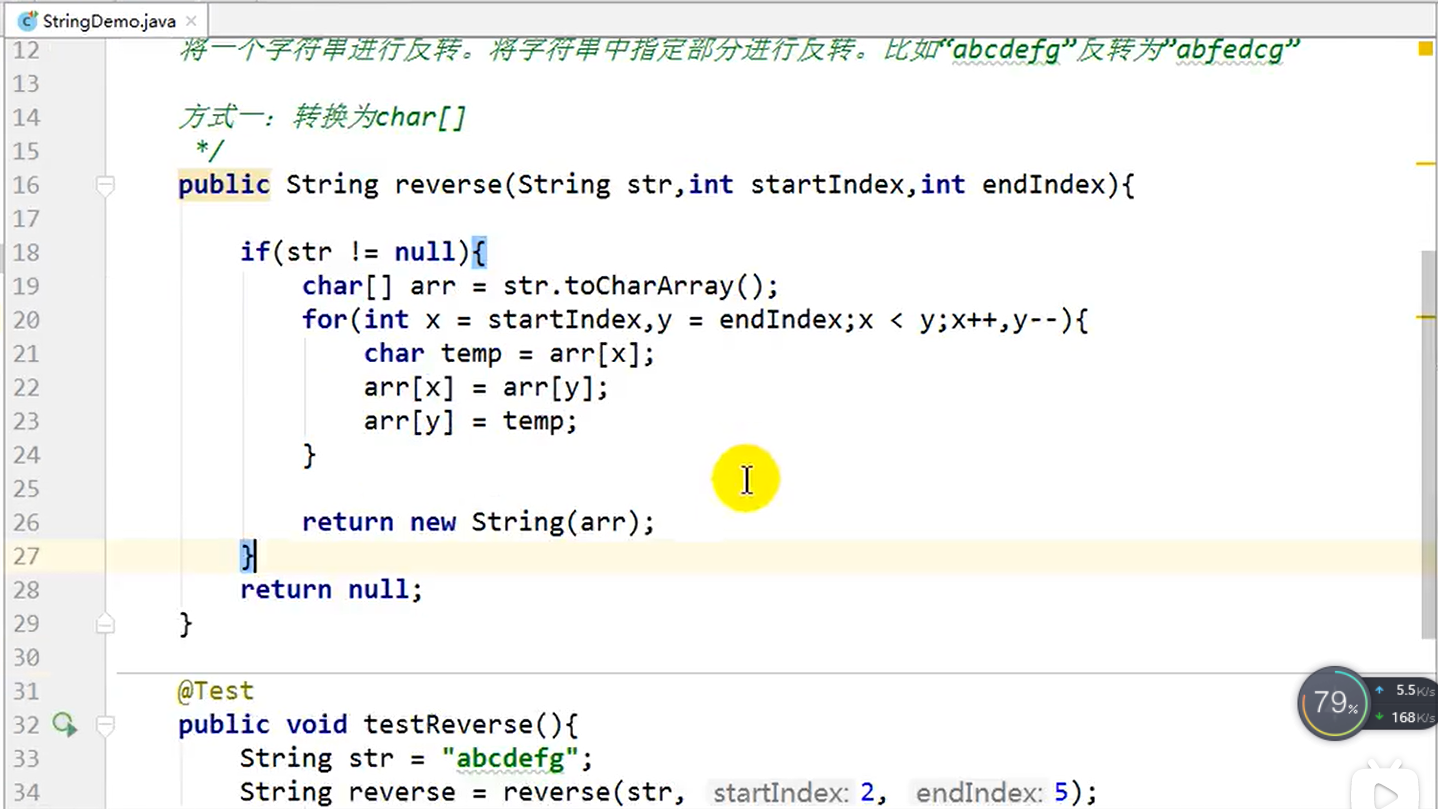 StringDemo.java
12 将一个字符串进行反转。将字符串中指定部分进行反转。比如“abcdefg”反转为”abfedcg”
13
14 方式一：转换为char[]
15 */
16 public String reverse(String str,int startIndex,int endIndex){
17
18 if(str != null){
19 char[] arr = str.toCharArray();
20 for(int x = startIndex,y = endIndex;x < y;x++,y--){
21 char temp = arr[x];
22 arr[x] = arr[y];
23 arr[y] = temp;
24 }
25
26 return new String(arr);
27 }
28 return null;
29 }
30
31 @Test
32 public void testReverse(){
33 String str = "abcdefg";
34 String reverse = reverse(str, startIndex: 2, endIndex: 5);
79%
5.5K/s
168K/s